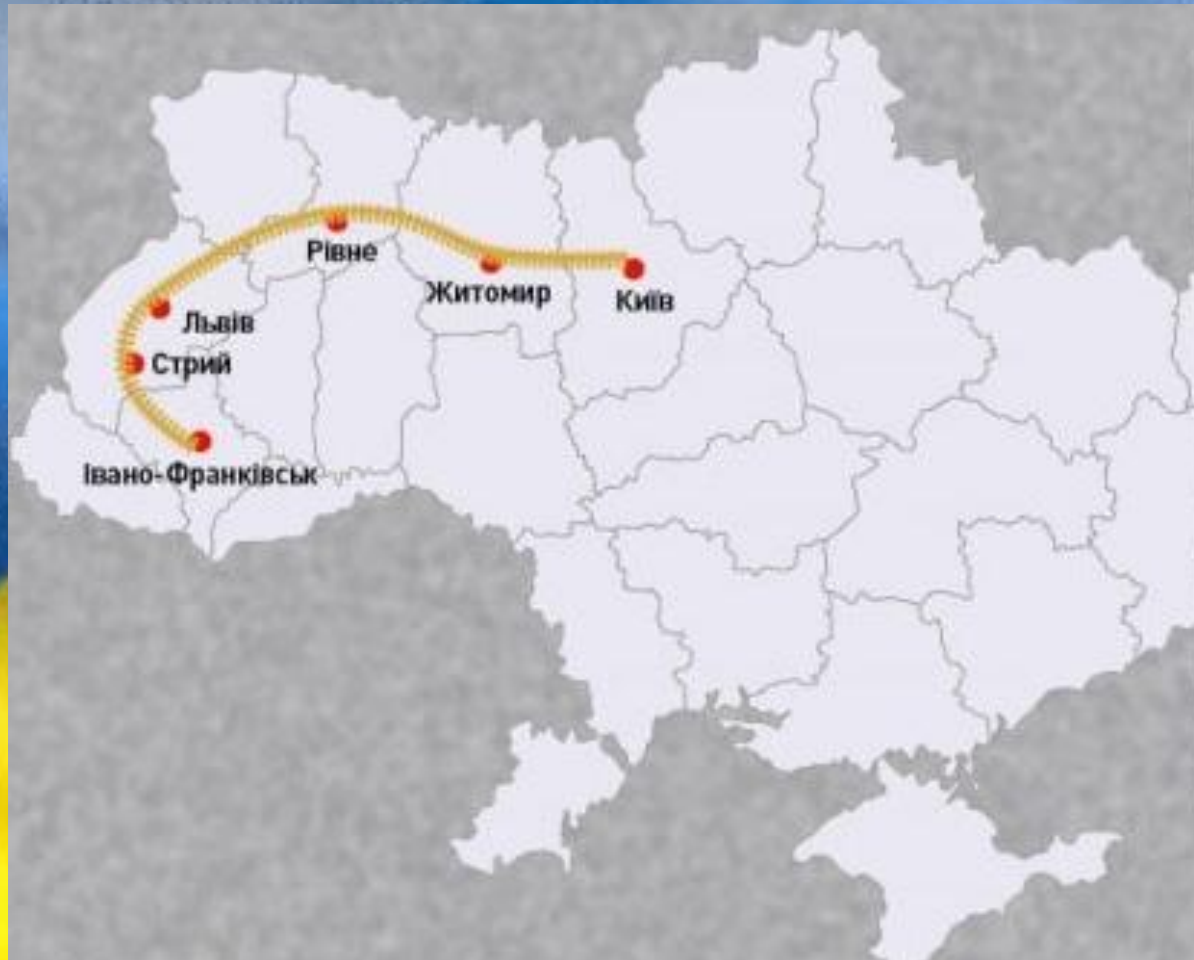 Рівне
Житомир
Київ
Львів
Стрий
Івано-Франківськ